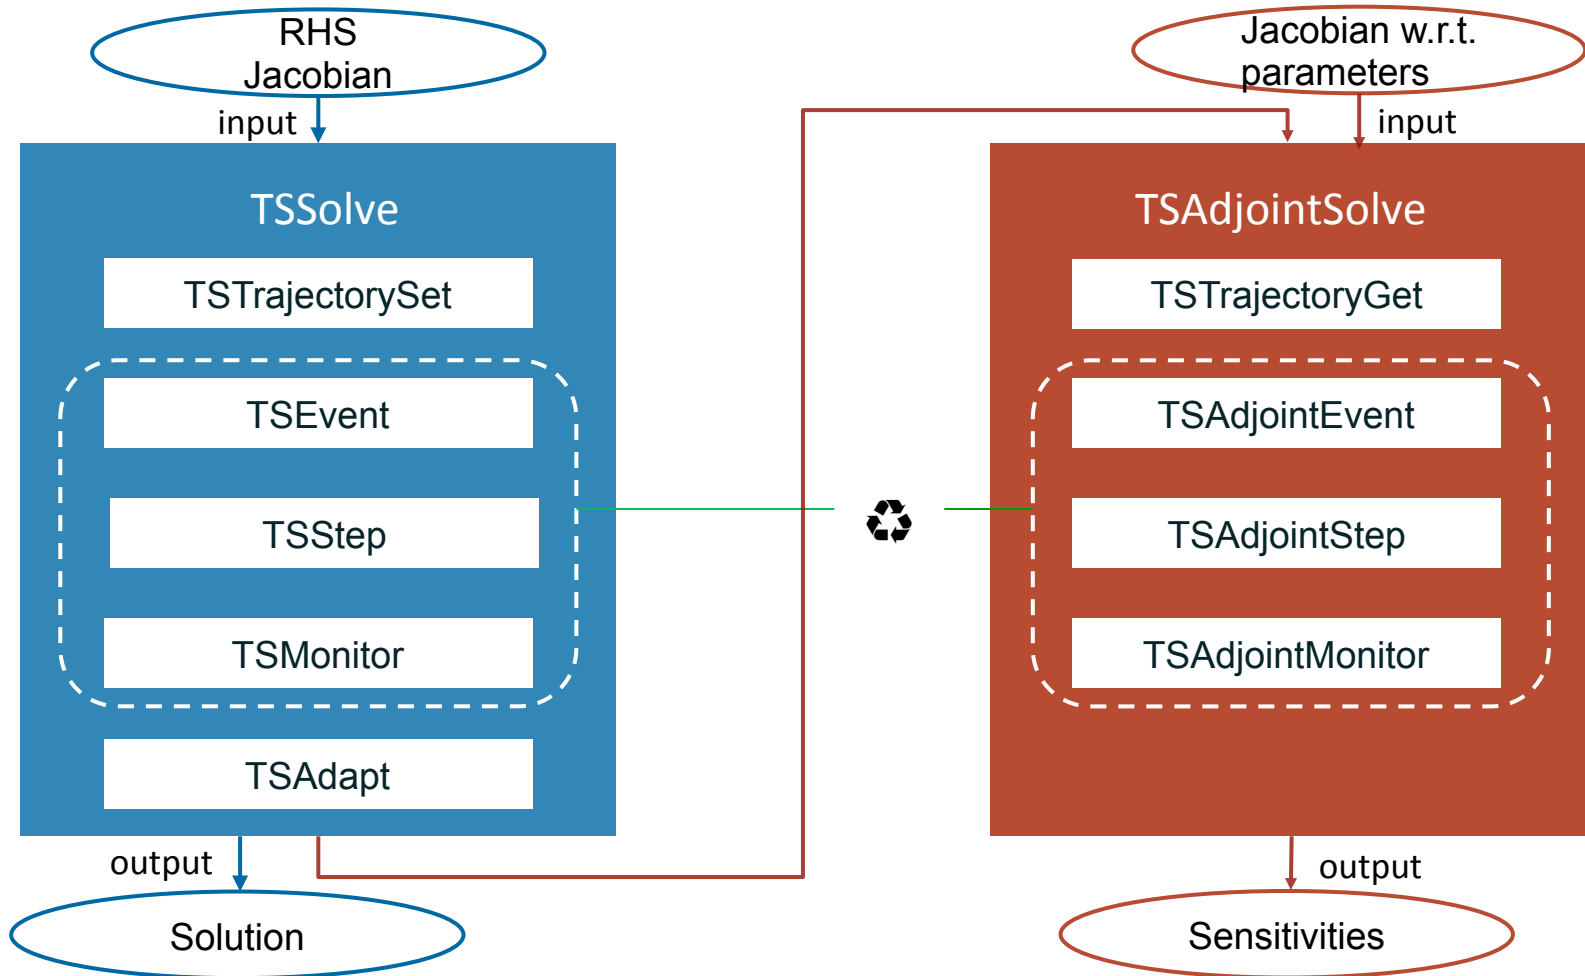 RHS
Jacobian
input
TSSolve
TSTrajectorySet
TSEvent
TSStep
TSMonitor
TSAdapt
output
Solution
Jacobian w.r.t.
parameters
input
TSAdjointSolve
TSTrajectoryGet
TSAdjointEvent
TSAdjointStep
TSAdjointMonitor
output
Sensitivities